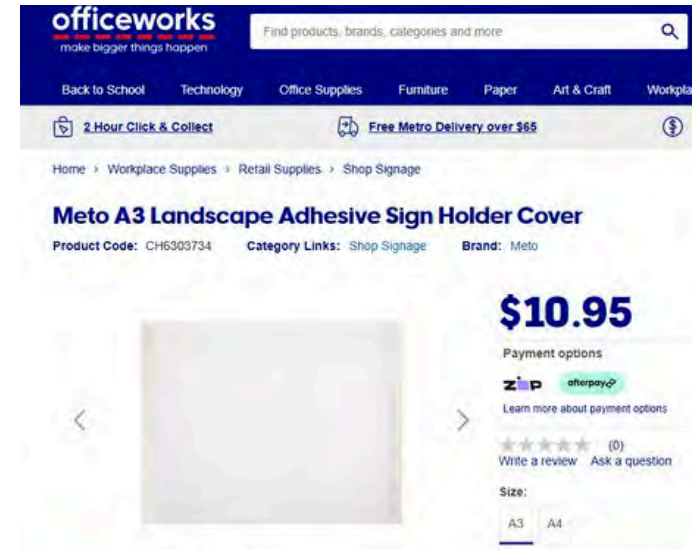 officeworks
make bigger things happen
Find products, brands, categories and more
Back to School Technology Office Supplies Furniture Paper Art & Craft Workpla
2 Hour Click & Collect Free Metro Delivery over $65
Home > Workplace Supplies > Retail Supplies > Shop Signage
Meto A3 Landscape Adhesive Sign Holder Cover
Product Code: CH6303734 Category Links: Shop Signage Brand: Meto
$10.95
Payment options
zip afterpay
Learn more about payment options
(0)
Write a review Ask a question
Size:
A3 A4